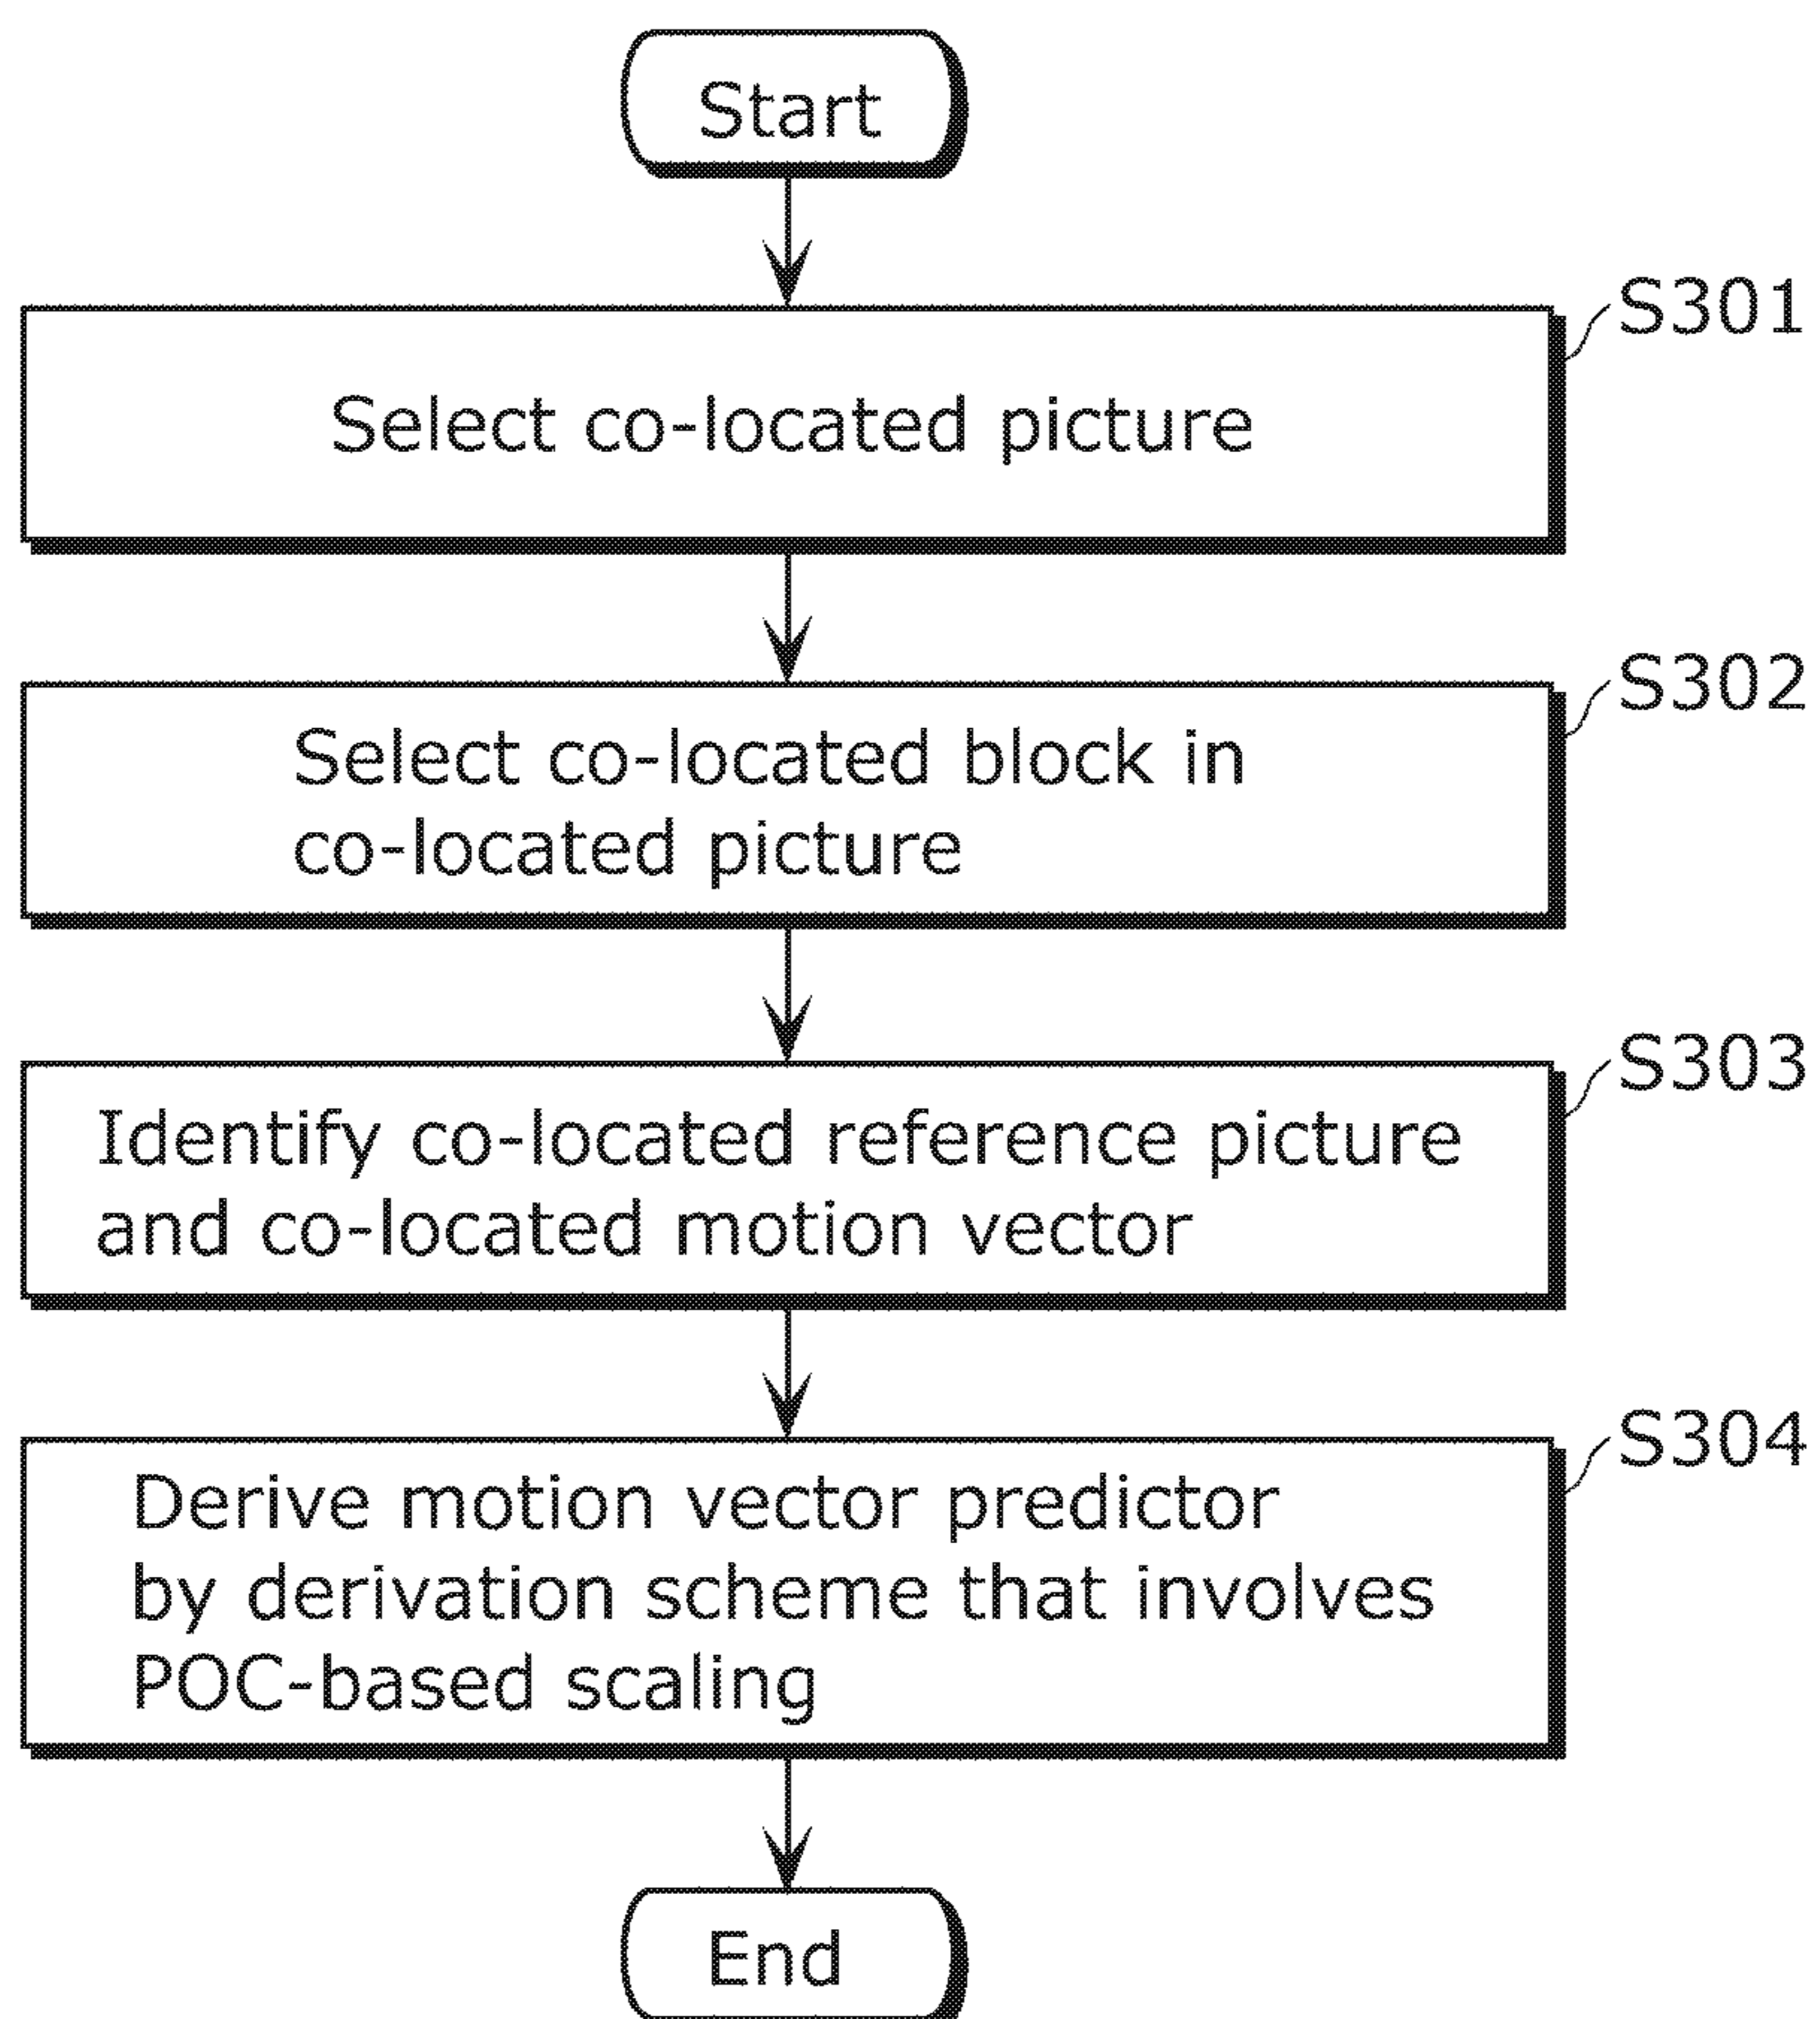 Start
S301
Select co-located picture
S302
Select co-located block in
co-located picture
S303
Identify co-located reference picture
and co-located motion vector
S304
Derive motion vector predictor
by derivation scheme that involves
POC-based scaling
End